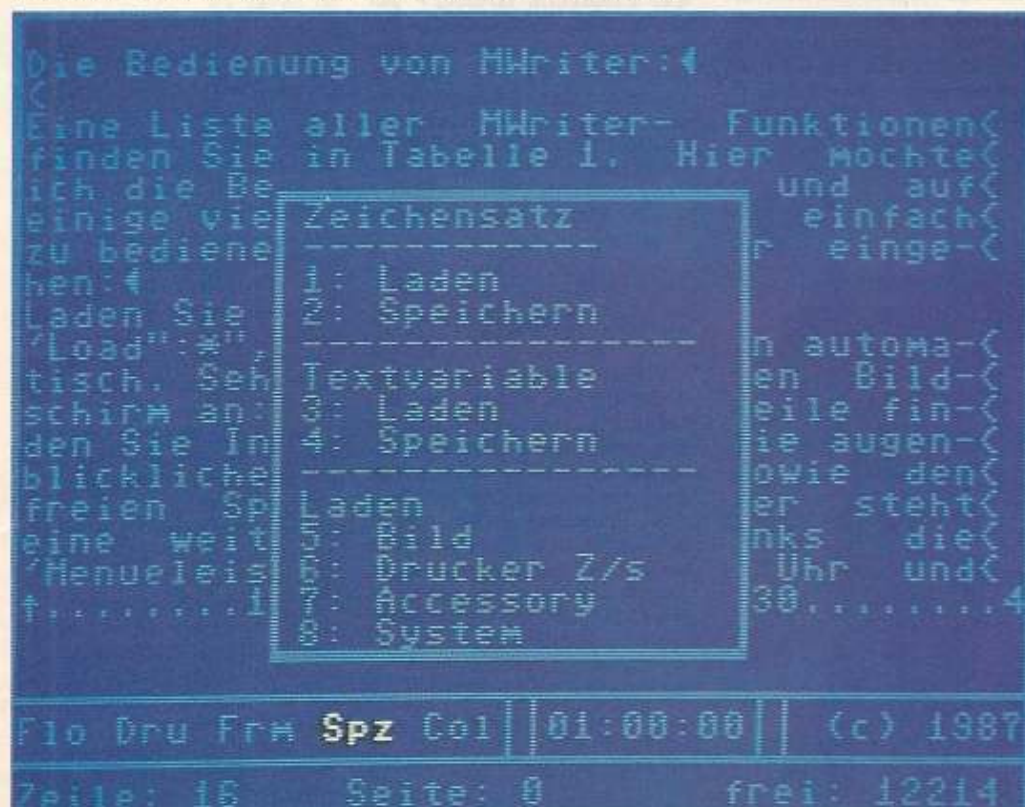 Die Bedienung von MWriter:
Eine Liste aller MWriter- Funktionen
finden Sie in Tabelle 1. Hier möchte
ich die Be und auf
einige vie einfach
zu bediene r einge-
hen:
Laden Sie
"Load":*", n automa-
tisch. Seh en Bild-
schirm an: eile fin-
den Sie In ie augen-
blickliche owie den
freien Sp er steht
eine weit nks die
"Menueleis Uhr und
↑........1 30........4
Zeichensatz
------------
1: Laden
2: Speichern
----------------
Textvariable
3: Laden
4: Speichern
----------------
Laden
5: Bild
6: Drucker Z/s
7: Accessory
8: System
Flo Dru Frm Spz Col 01:00:00 (c) 1987
Zeile: 16 Seite: 0 frei: 12214